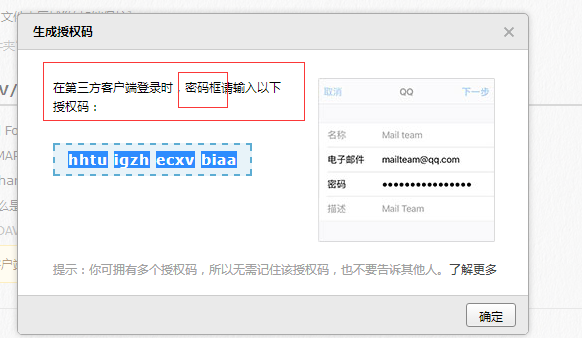 生成授权码
在第三方客户端登录时，密码框请输入以下
授权码：
hhtu igzh ecxv biaa
取消 QQ 下一步
名称 Mail team
电子邮件 mailteam@qq.com
密码 ●●●●●●●●●●●●●●●●
描述 Mail Team
提示：你可拥有多个授权码，所以无需记住该授权码，也不要告诉其他人。了解更多
确定